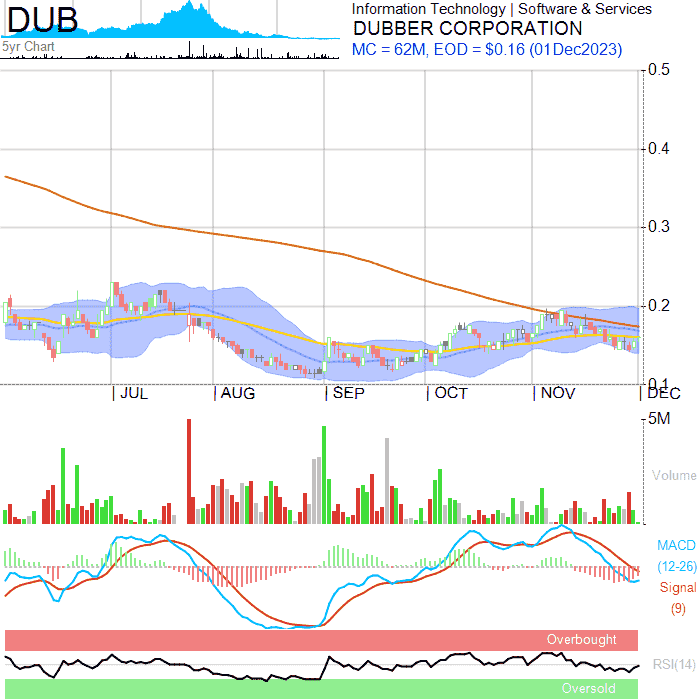 DUB
5yr Chart
Information Technology | Software & Services
DUBBER CORPORATION
MC = 62M, EOD = $0.16 (01Dec2023)
0.5
0.4
0.3
0.2
0.1
| JUL | AUG | SEP | OCT | NOV | DEC
5M
Volume
MACD
(12-26)
Signal
(9)
Overbought
RSI(14)
Oversold